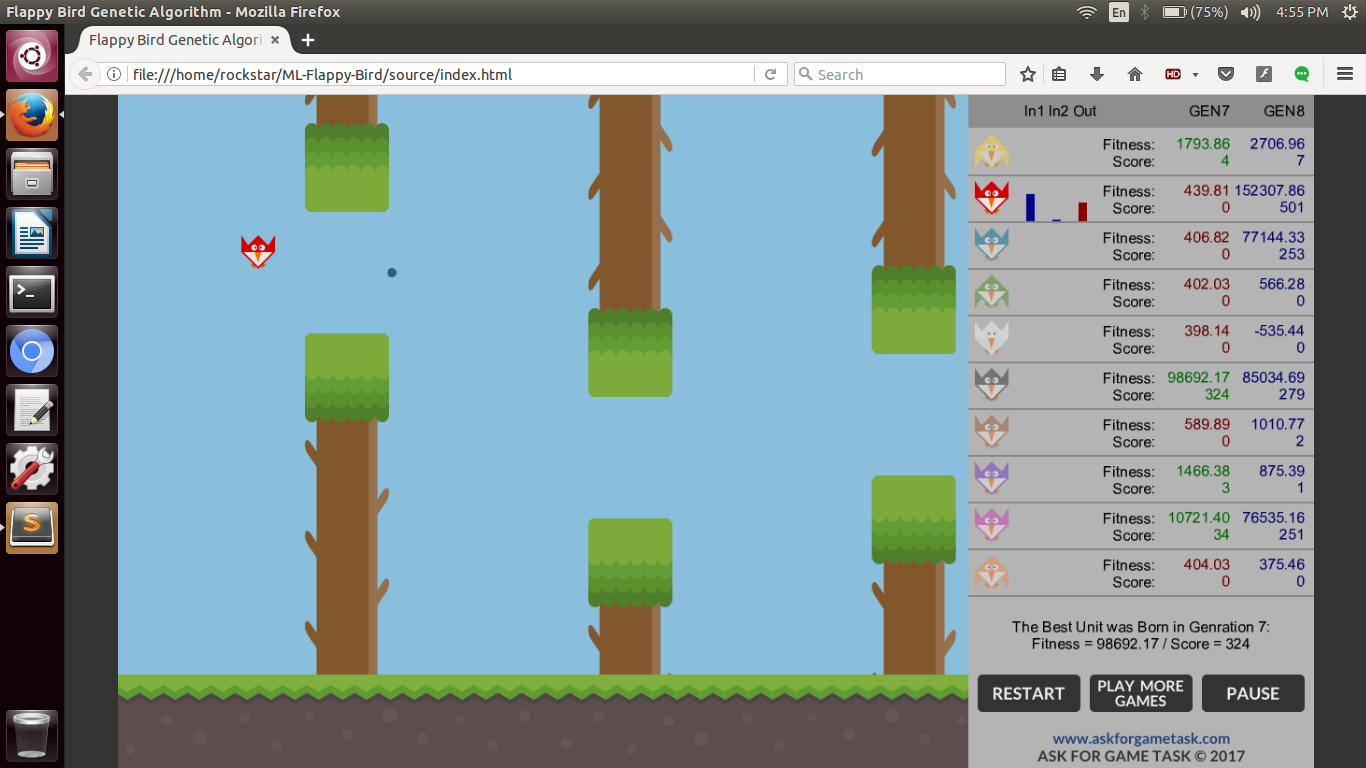 Flappy Bird Genetic Algorithm - Mozilla Firefox
En
(75%)
4:55 PM
Flappy Bird Genetic Algori
file:///home/rockstar/ML-Flappy-Bird/source/index.html
Search
HD
In1 In2 Out GEN7 GEN8
Fitness: 1793.86 2706.96
Score: 4 7
Fitness: 439.81 152307.86
Score: 0 501
Fitness: 406.82 77144.33
Score: 0 253
Fitness: 402.03 566.28
Score: 0 0
Fitness: 398.14 -535.44
Score: 0 0
Fitness: 98692.17 85034.69
Score: 324 279
Fitness: 589.89 1010.77
Score: 0 2
Fitness: 1466.38 875.39
Score: 3 1
Fitness: 10721.40 76535.16
Score: 34 251
Fitness: 404.03 375.46
Score: 0 0
The Best Unit was Born in Genration 7:
Fitness = 98692.17 / Score = 324
RESTART
PLAY MORE
GAMES
PAUSE
www.askforgametask.com
ASK FOR GAME TASK © 2017